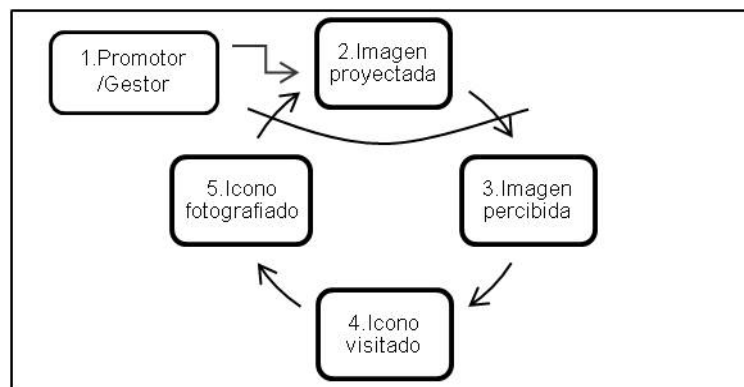 1.Promotor
/Gestor
2.Imagen
proyectada
3.Imagen
percibida
4.Icono
visitado
5.Icono
fotografiado